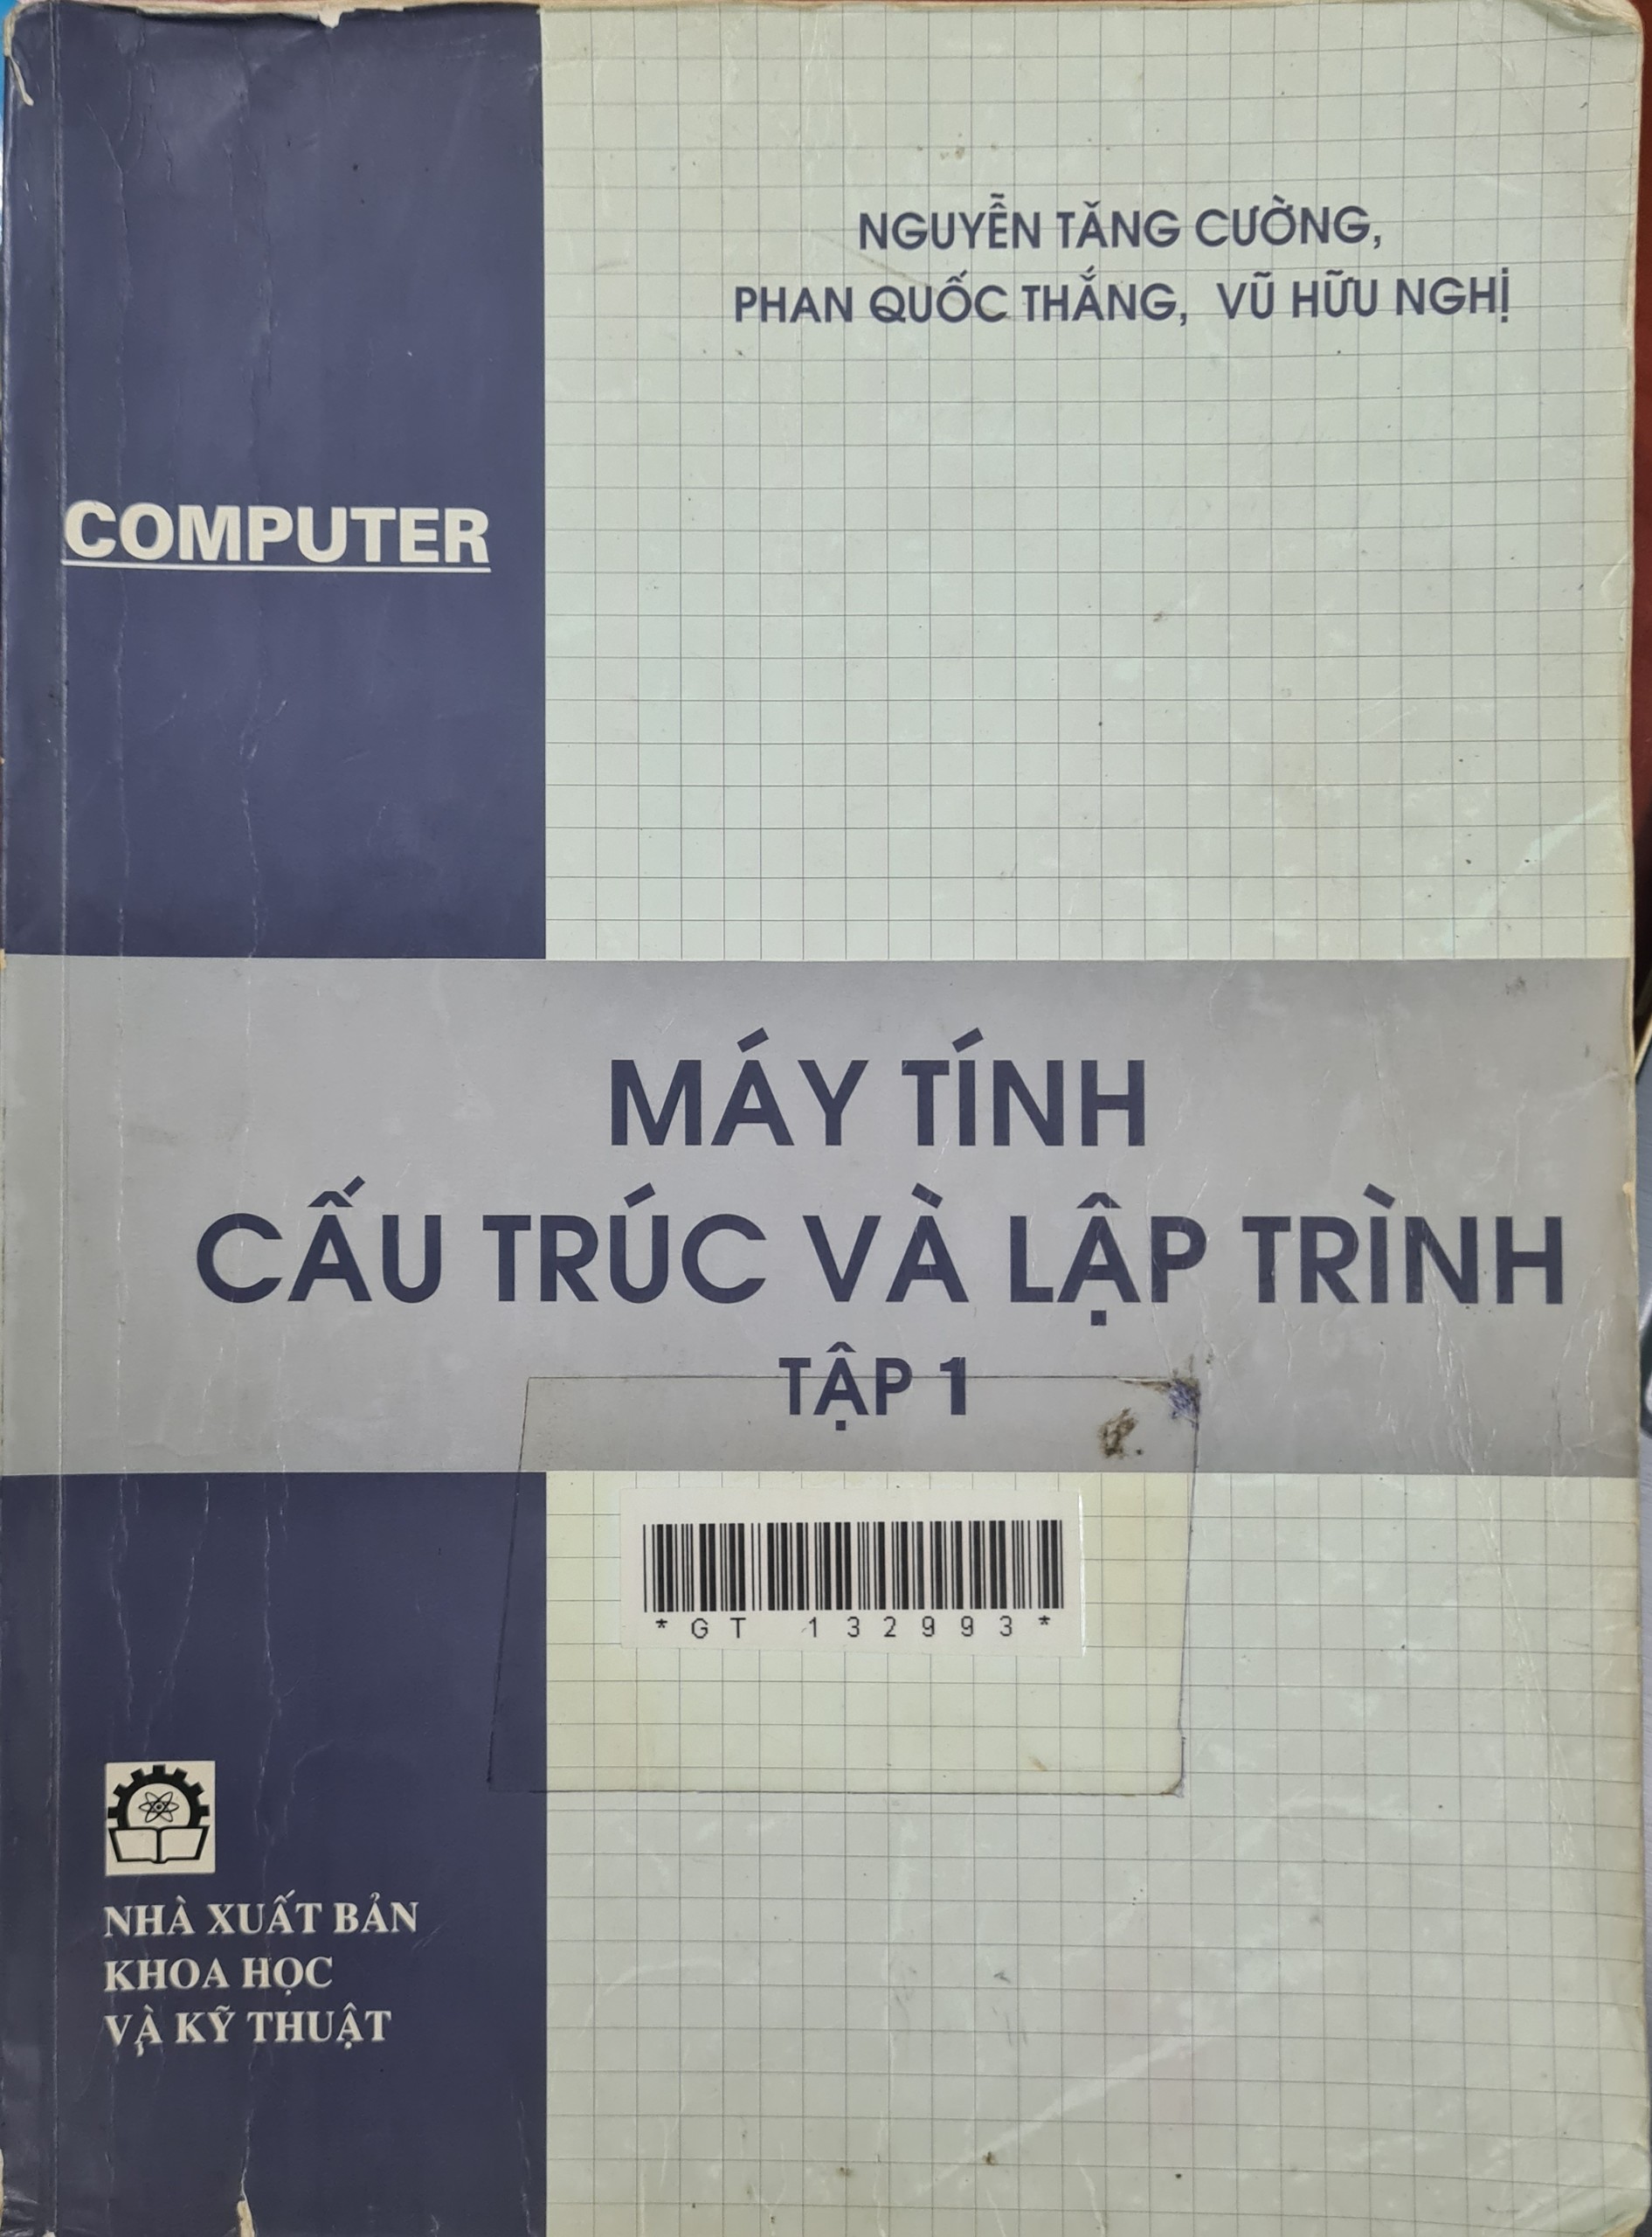 NGUYỄN TĂNG CƯỜNG,
PHAN QUỐC THẮNG, VŨ HỮU NGHỊ
COMPUTER
MÁY TÍNH
CẤU TRÚC VÀ LẬP TRÌNH
TẬP 1
*GT 132993*
NHÀ XUẤT BẢN
KHOA HỌC
VÀ KỸ THUẬT